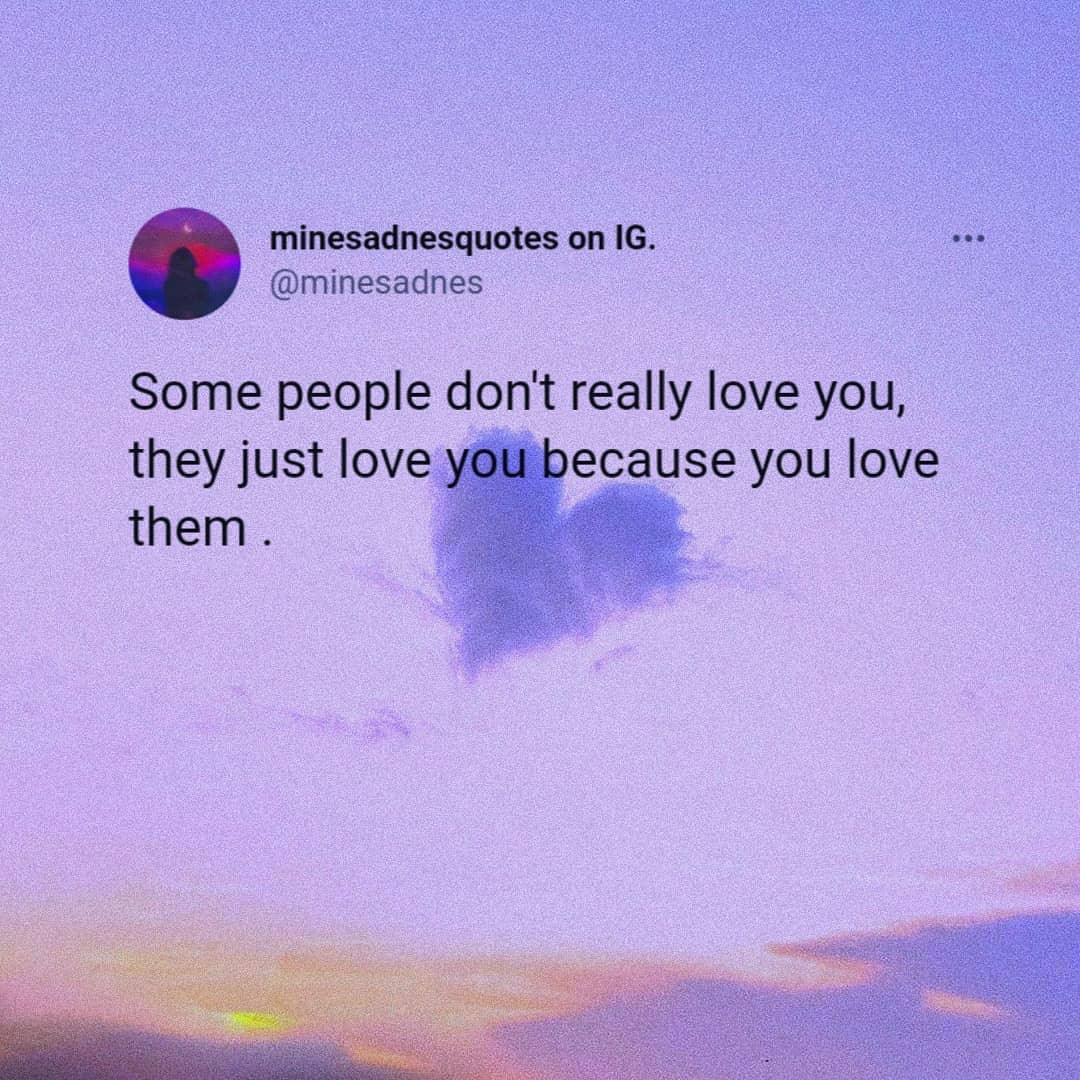 minesadnesquotes on IG.
@minesadnes
Some people don't really love you,
they just love you because you love
them .